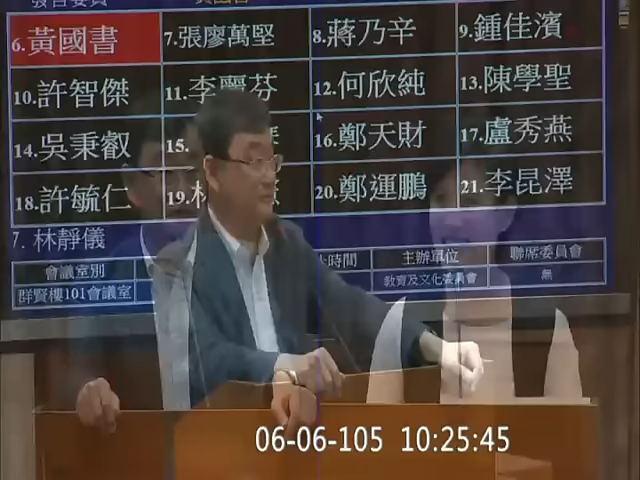 6.黃國書 7.張廖萬堅 8.蔣乃辛 9.鍾佳濱
10.許智傑 11.李麗芬 12.何欣純 13.陳學聖
14.吳秉叡 15. 16.鄭天財 17.盧秀燕
18.許毓仁 19.林 20.鄭運鵬 21.李昆澤
7. 林靜儀
會議室別 時間 主辦單位 聯席委員會
群賢樓101會議室 教育及文化委員會 無
06-06-105 10:25:45